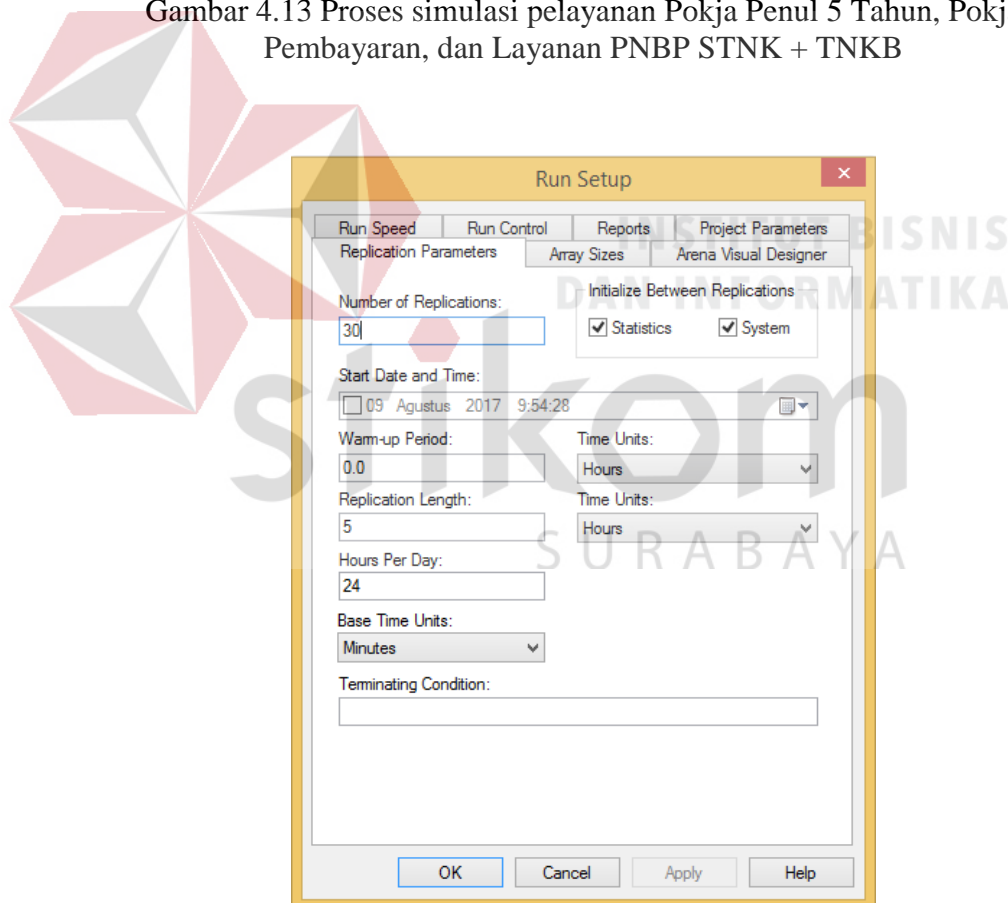 Gambar 4.13 Proses simulasi pelayanan Pokja Penul 5 Tahun, Pokj
Pembayaran, dan Layanan PNBP STNK + TNKB
Run Setup
Run Speed Run Control Reports Project Parameters
Replication Parameters Array Sizes Arena Visual Designer
Number of Replications:
30
Initialize Between Replications
Statistics System
Start Date and Time:
09 Agustus 2017 9:54:28
Warm-up Period: Time Units:
0.0 Hours
Replication Length: Time Units:
5 Hours
Hours Per Day:
24
Base Time Units:
Minutes
Terminating Condition:
OK Cancel Apply Help
INSTITUT BISNIS
DAN INFORMATIKA
stikom
SURABAYA